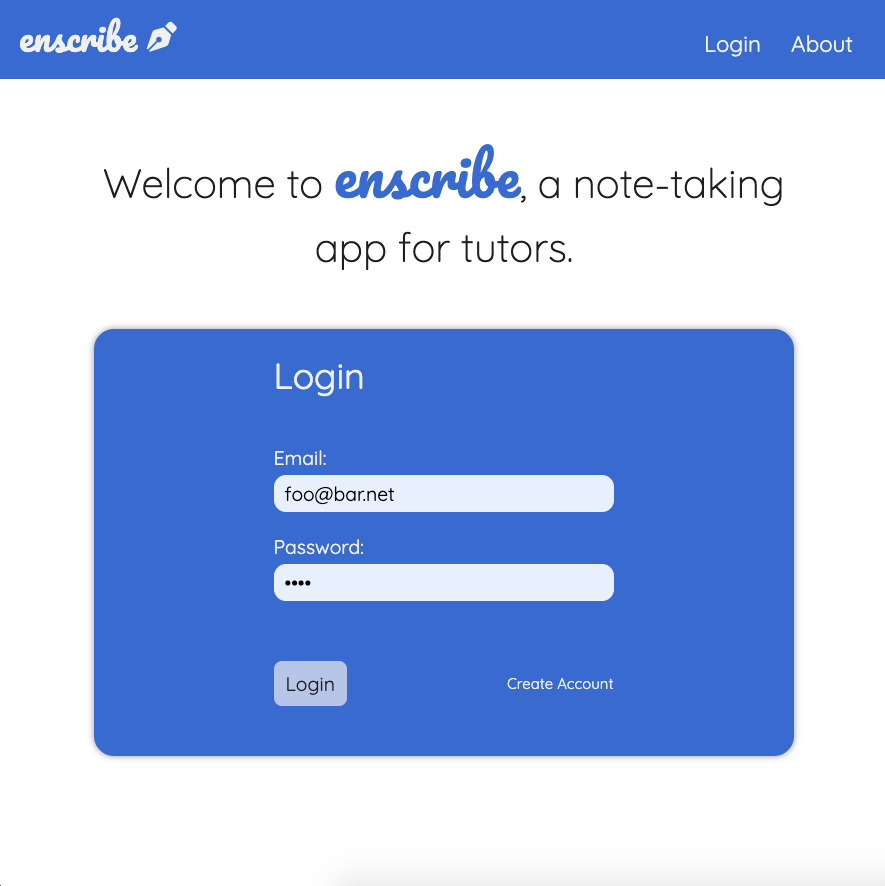 enscribe
Login About
Welcome to enscribe, a note-taking
app for tutors.
Login
Email:
foo@bar.net
Password:
••••
Login
Create Account